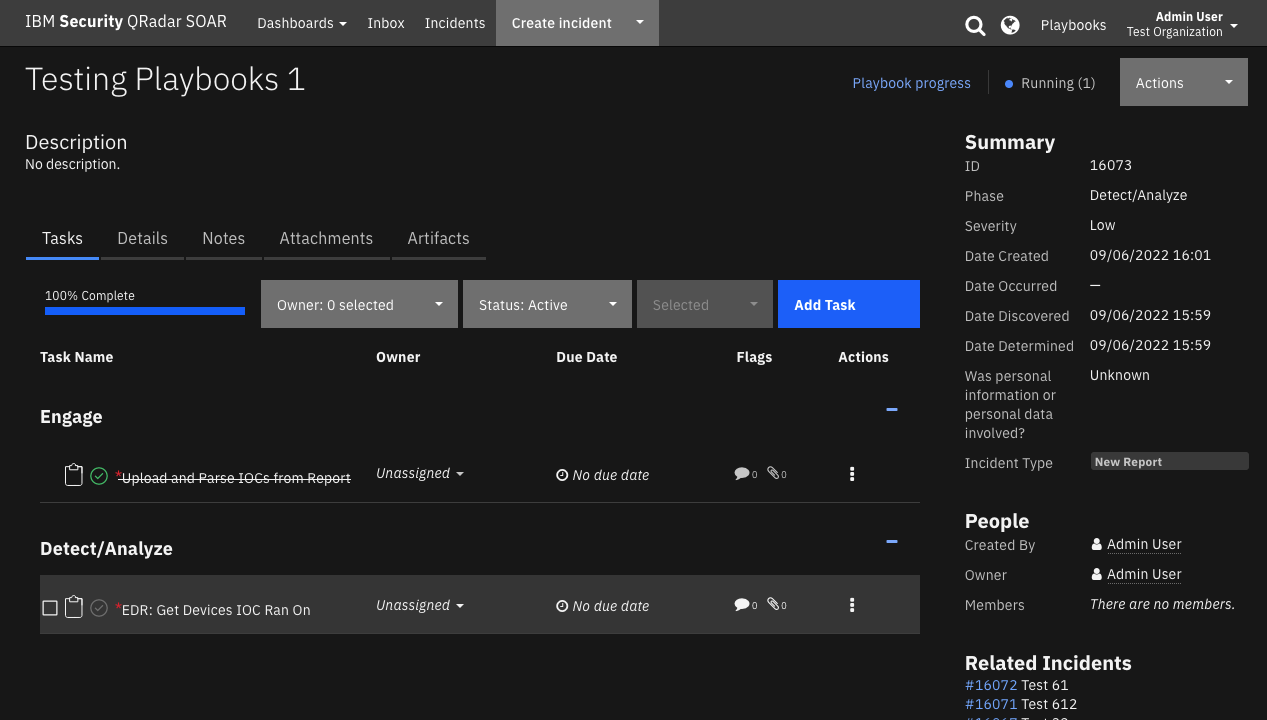 IBM Security QRadar SOAR Dashboards Inbox Incidents Create incident Playbooks Admin User
Test Organization
Testing Playbooks 1
Playbook progress Running (1) Actions
Description
No description.
Tasks Details Notes Attachments Artifacts
100% Complete
Owner: 0 selected Status: Active Selected Add Task
Task Name Owner Due Date Flags Actions
Engage
*Upload and Parse IOCs from Report Unassigned No due date 0 0
Detect/Analyze
*EDR: Get Devices IOC Ran On Unassigned No due date 0 0
Summary
ID 16073
Phase Detect/Analyze
Severity Low
Date Created 09/06/2022 16:01
Date Occurred —
Date Discovered 09/06/2022 15:59
Date Determined 09/06/2022 15:59
Was personal Unknown
information or
personal data
involved?
Incident Type New Report
People
Created By Admin User
Owner Admin User
Members There are no members.
Related Incidents
#16072 Test 61
#16071 Test 612